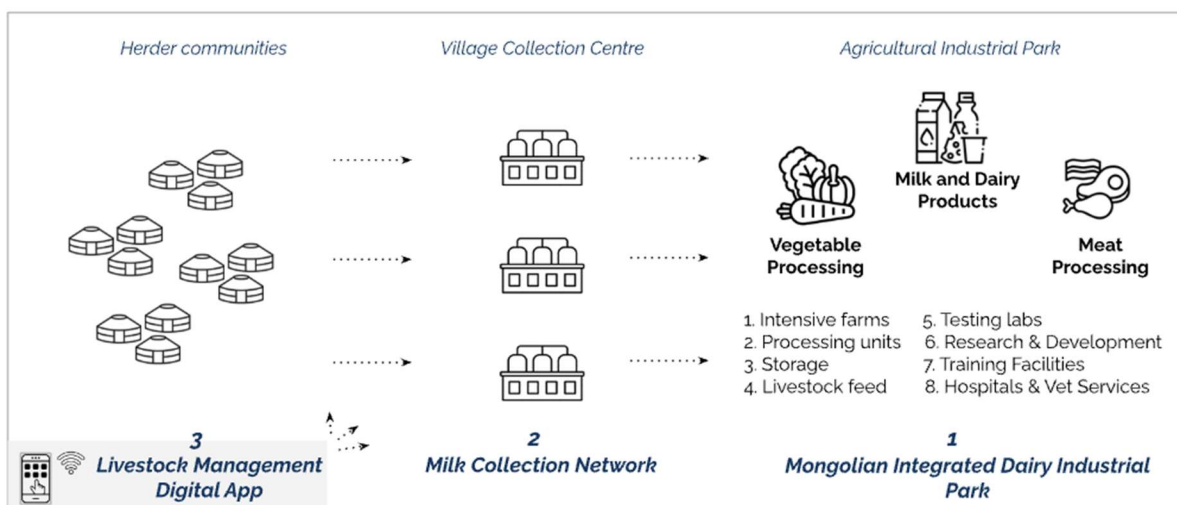 Herder communities
Village Collection Centre
Agricultural Industrial Park
Milk and Dairy
Products
Vegetable
Processing
Meat
Processing
1. Intensive farms
2. Processing units
3. Storage
4. Livestock feed
5. Testing labs
6. Research & Development
7. Training Facilities
8. Hospitals & Vet Services
3
Livestock Management
Digital App
2
Milk Collection Network
1
Mongolian Integrated Dairy Industrial
Park